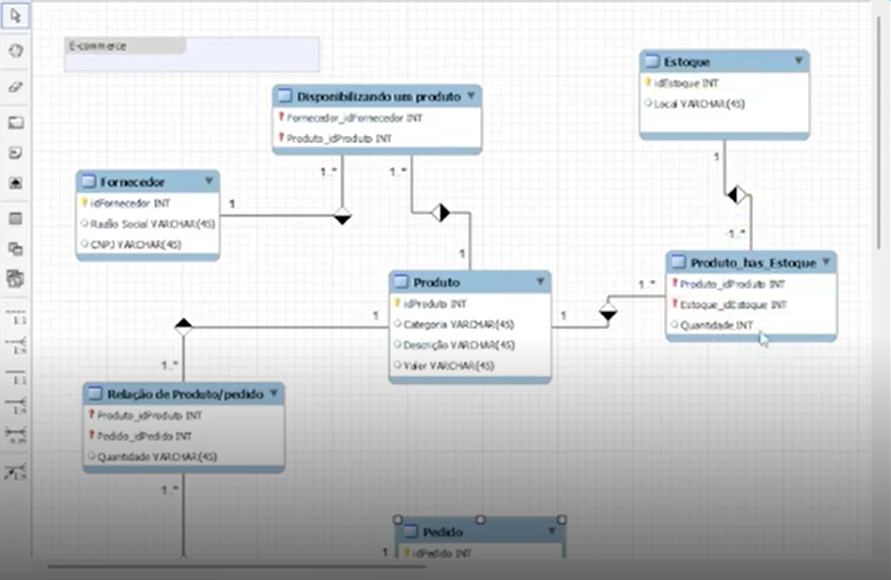 E-commerce
Estoque
idEstoque INT
Local VARCHAR(45)
Disponibilizando um produto
Fornecedor_idFornecedor INT
Produto_idProduto INT
1..*
1..*
1
Fornecedor
idFornecedor INT
Razão Social VARCHAR(45)
CNPJ VARCHAR(45)
1
1..*
1
Produto_has_Estoque
Produto_idProduto INT
Estoque_idEstoque INT
Quantidade INT
Produto
idProduto INT
Categoria VARCHAR(45)
Descrição VARCHAR(45)
Valor VARCHAR(45)
1..*
1
1
1..*
Relação de Produto/pedido
Produto_idProduto INT
Pedido_idPedido INT
Quantidade VARCHAR(45)
1..*
Pedido
1
idPedido INT
1:1
1:n
1:1
1:n
n:m
1:n